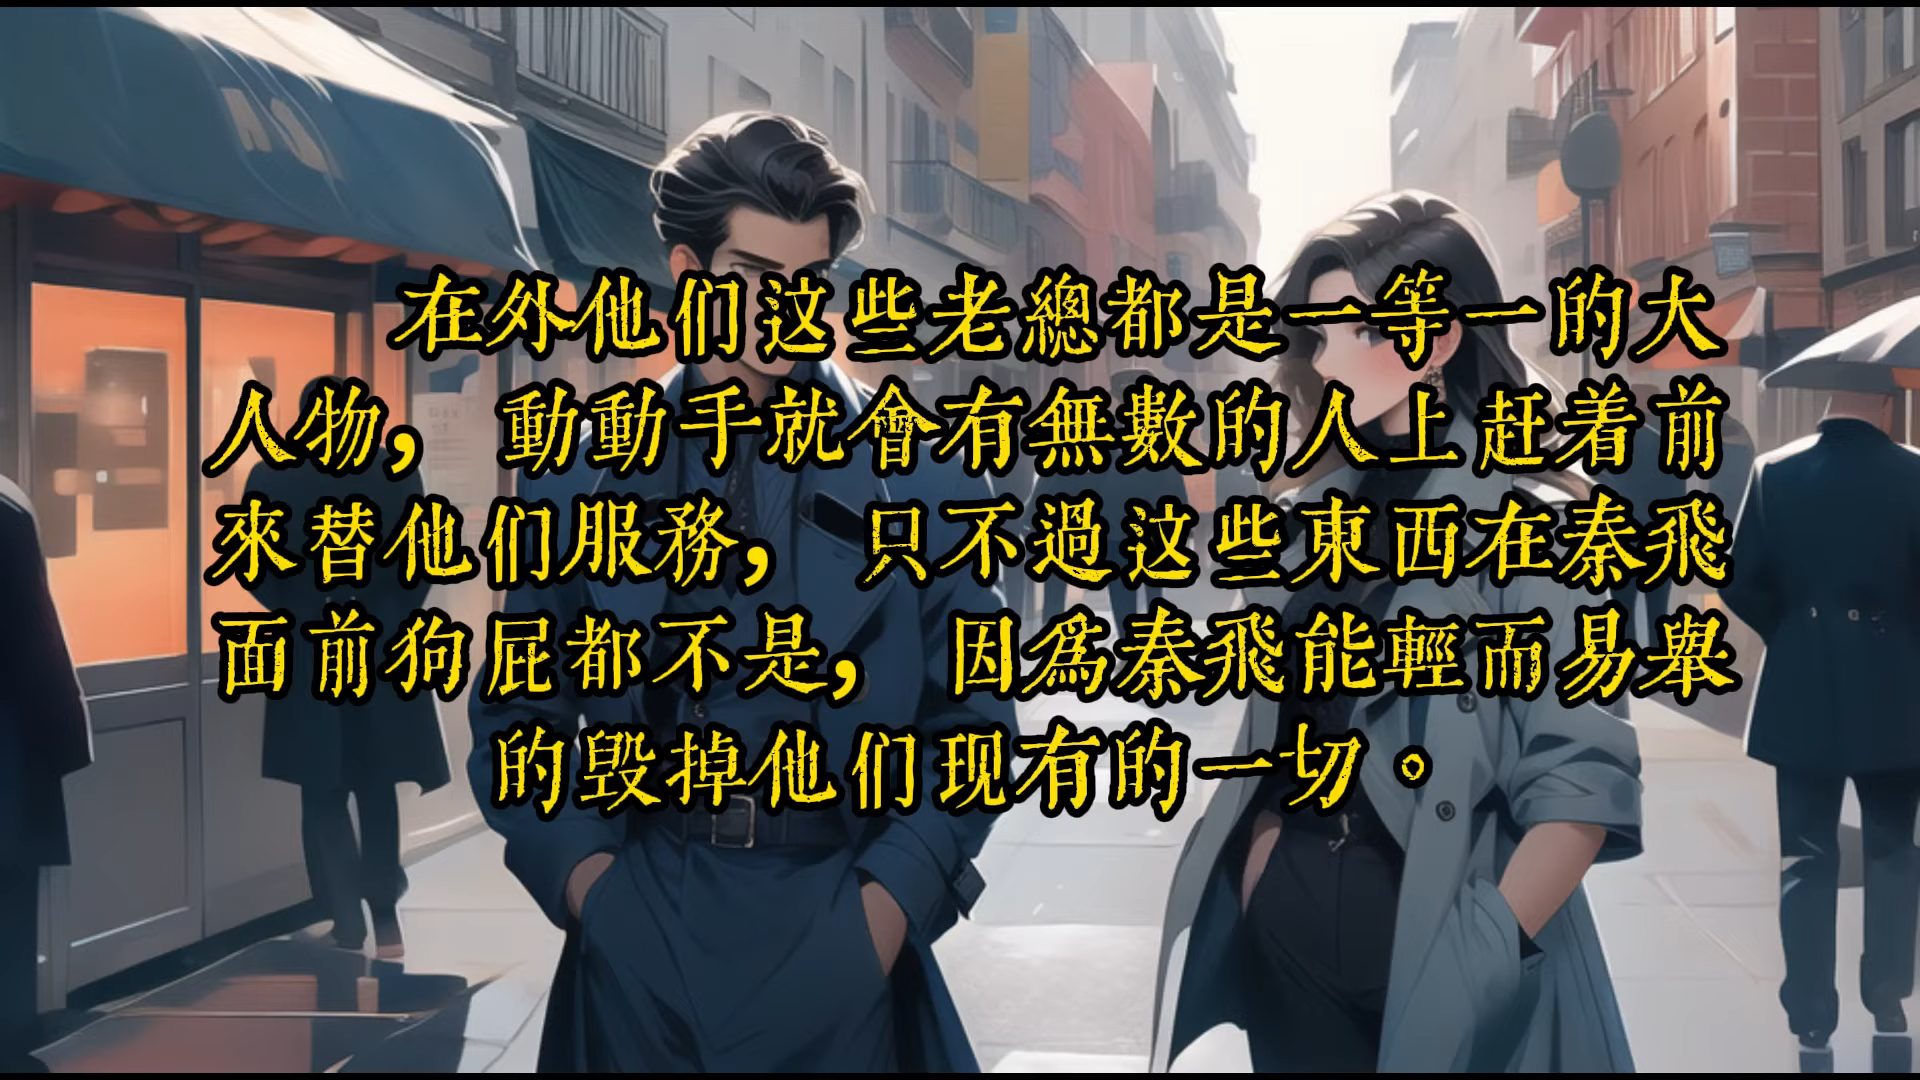 在外他们这些老總都是一等一的大
人物，動動手就會有無數的人上赶着前
來替他们服務，只不過这些東西在秦飛
面前狗屁都不是，因爲秦飛能輕而易舉
的毁掉他们现有的一切。